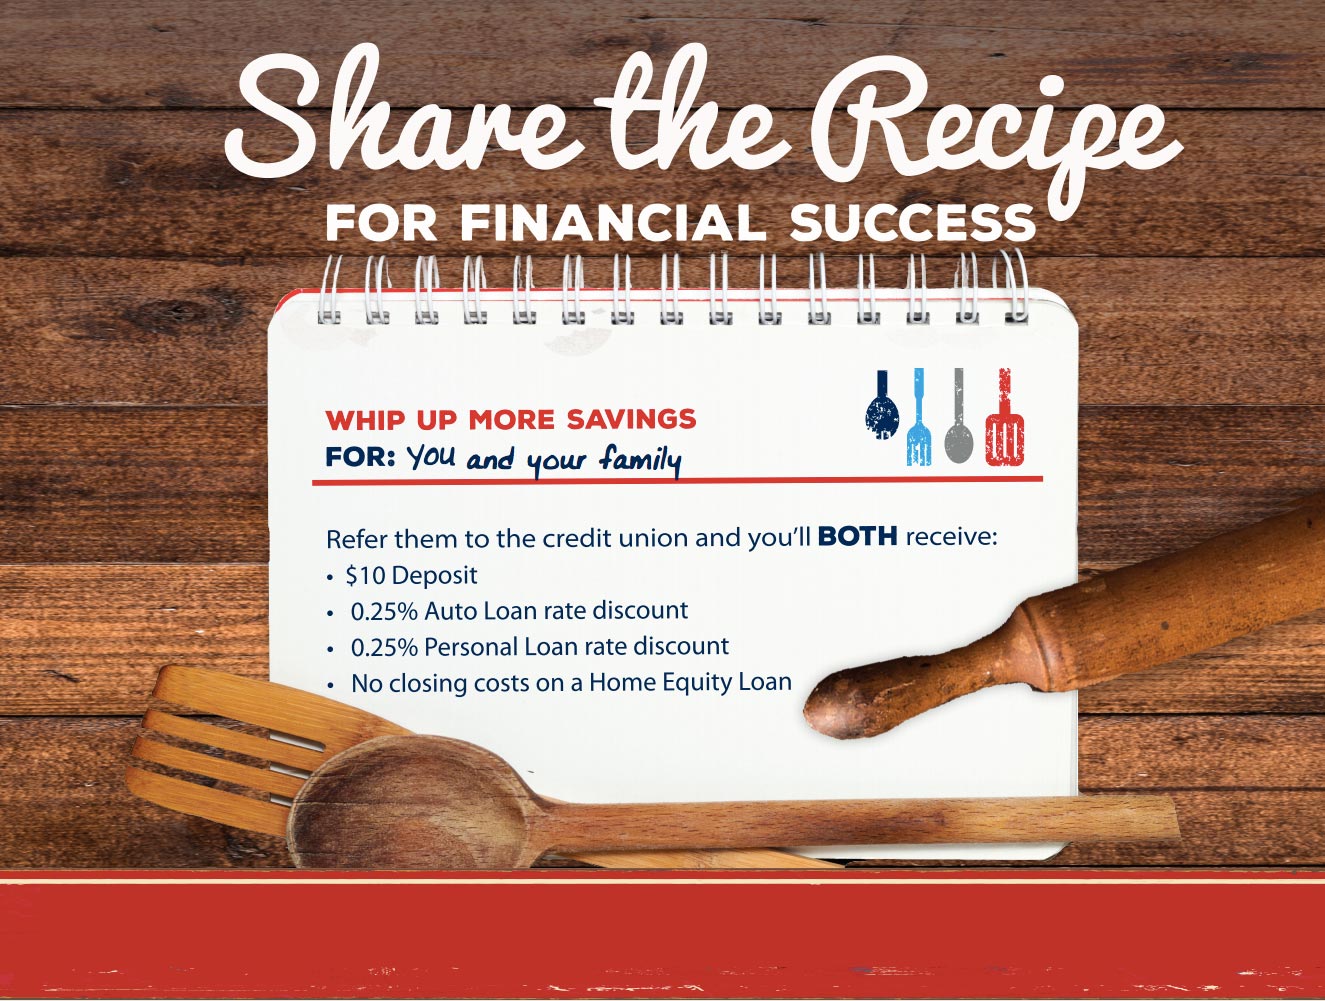 Share the Recipe
FOR FINANCIAL SUCCESS
WHIP UP MORE SAVINGS
FOR: you and your family
Refer them to the credit union and you'll BOTH receive:
• $10 Deposit
• 0.25% Auto Loan rate discount
• 0.25% Personal Loan rate discount
• No closing costs on a Home Equity Loan